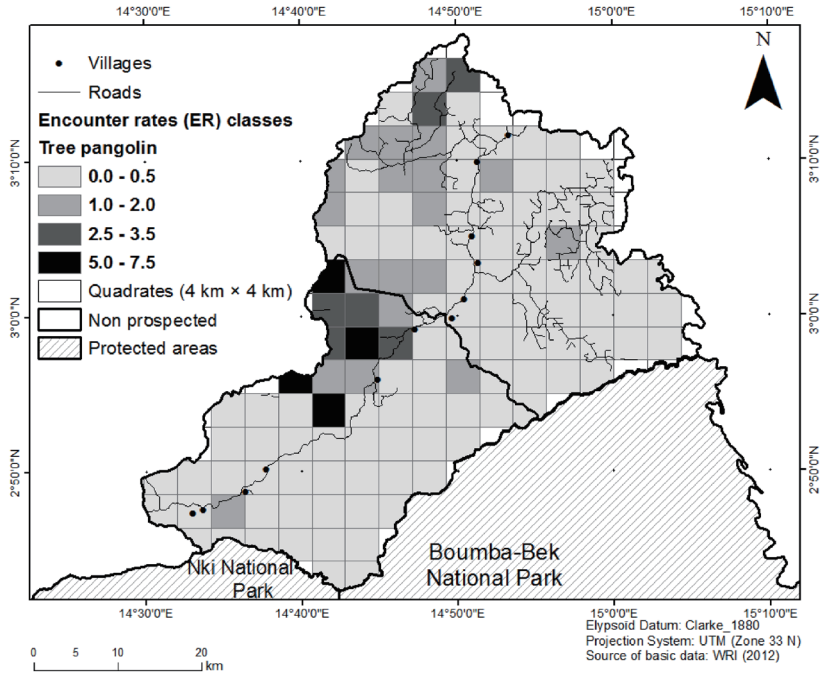 14°30'0"E 14°40'0"E 14°50'0"E 15°0'0"E 15°10'0"E
N
Villages
Roads
Encounter rates (ER) classes
Tree pangolin
0.0 - 0.5
1.0 - 2.0
2.5 - 3.5
5.0 - 7.5
Quadrates (4 km × 4 km)
Non prospected
Protected areas
3°10'0"N 3°10'0"N
3°0'0"N 3°0'0"N
2°50'0"N 2°50'0"N
Nki National
Park
Boumba-Bek
National Park
14°30'0"E 14°40'0"E 14°50'0"E 15°0'0"E 15°10'0"E
Elypsoid Datum: Clarke_1880
Projection System: UTM (Zone 33 N)
Source of basic data: WRI (2012)
0 5 10 20
km